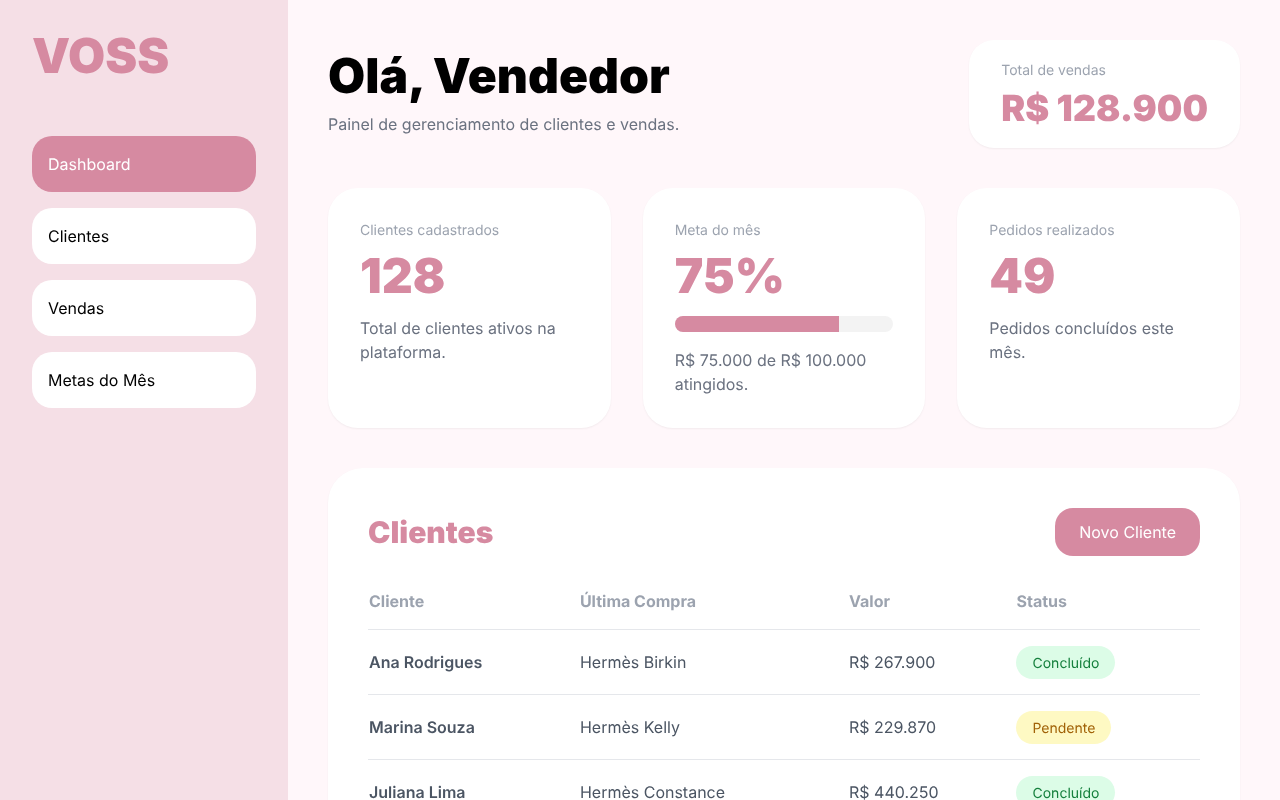 VOSS
Dashboard
Clientes
Vendas
Metas do Mês
Olá, Vendedor
Painel de gerenciamento de clientes e vendas.
Total de vendas
R$ 128.900
Clientes cadastrados
128
Total de clientes ativos na
plataforma.
Meta do mês
75%
R$ 75.000 de R$ 100.000
atingidos.
Pedidos realizados
49
Pedidos concluídos este
mês.
Clientes
Novo Cliente
Cliente Última Compra Valor Status
Ana Rodrigues Hermès Birkin R$ 267.900 Concluído
Marina Souza Hermès Kelly R$ 229.870 Pendente
Juliana Lima Hermès Constance R$ 440.250 Concluído